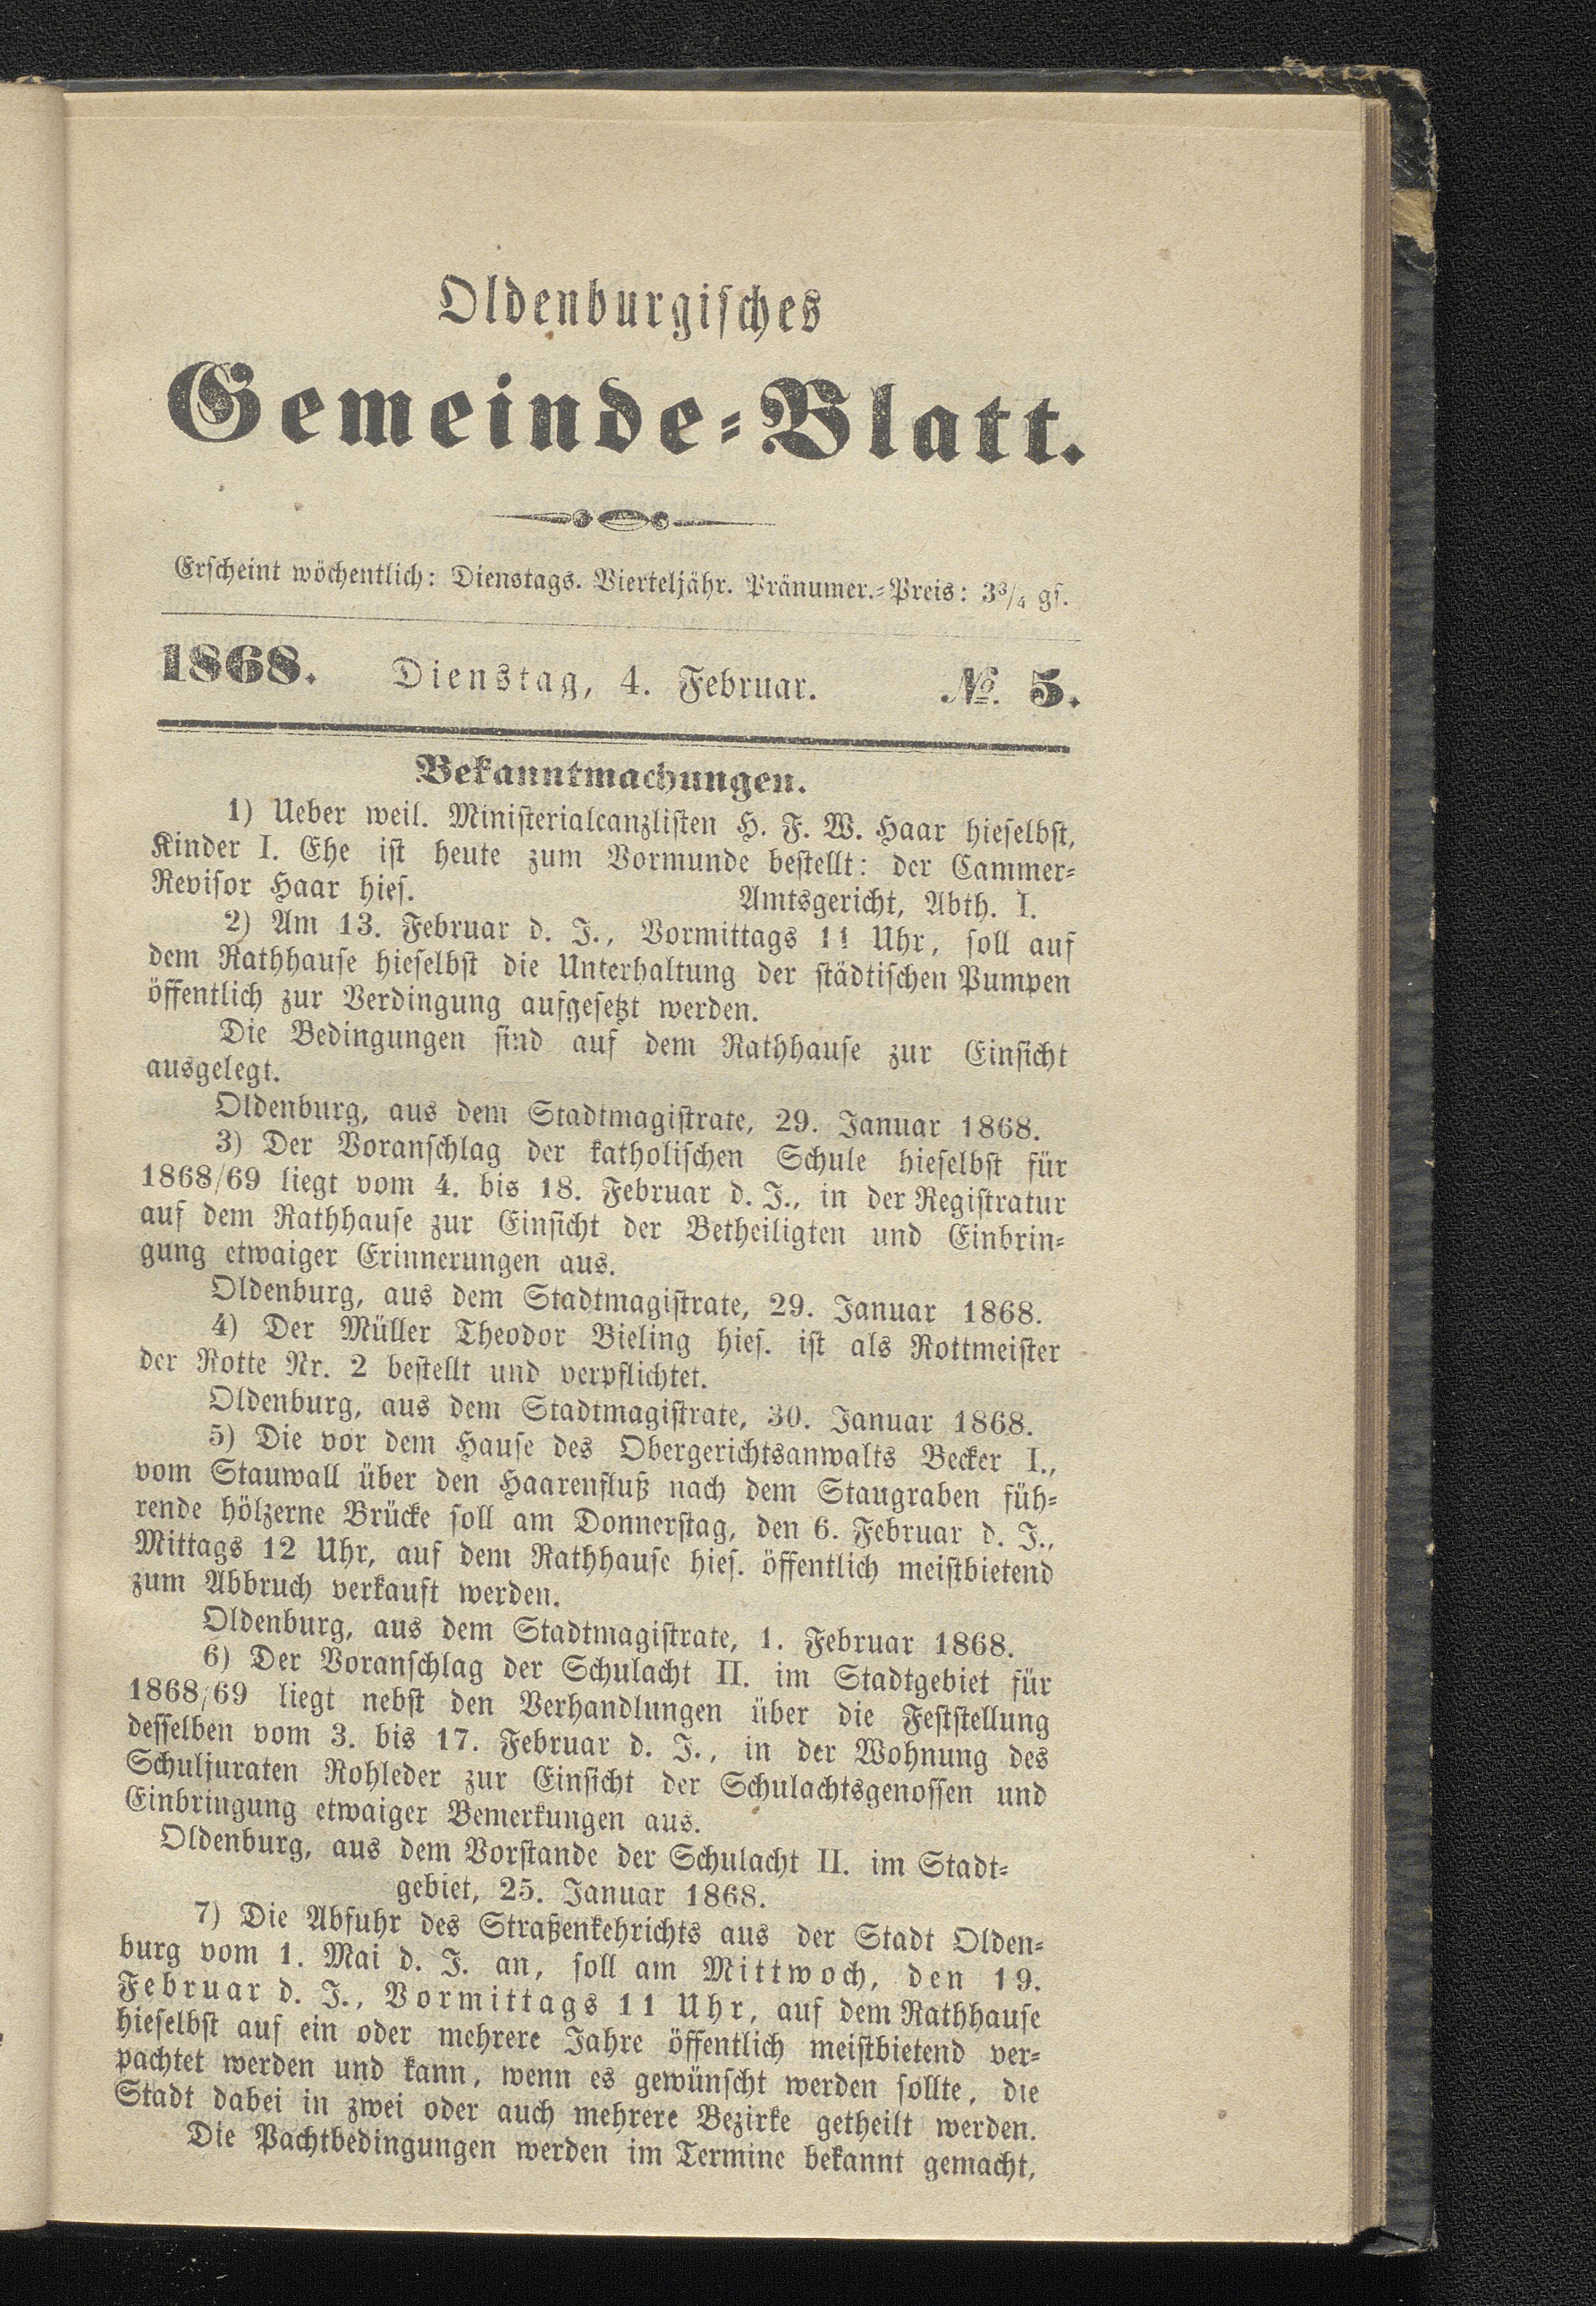 Oldenburgisches
Gemeinde-Blatt.
Erscheint wöchentlich: Dienstags. Vierteljähr. Pränumer.-Preis: 3¾ gs.
1868. Dienstag, 4. Februar. №. 5.
Bekanntmachungen.
1) Ueber weil. Ministerialcanzlisten H. F. W. Haar hieselbst,
Kinder I. Ehe ist heute zum Vormunde bestellt: der Cammer-
Revisor Haar hies. Amtsgericht, Abth. I.
2) Am 13. Februar d. J., Vormittags 11 Uhr, soll auf
dem Rathhause hieselbst die Unterhaltung der städtischen Pumpen
öffentlich zur Verdingung aufgesetzt werden.
Die Bedingungen sind auf dem Rathhause zur Einsicht
ausgelegt.
Oldenburg, aus dem Stadtmagistrate, 29. Januar 1868.
3) Der Voranschlag der katholischen Schule hieselbst für
1868/69 liegt vom 4. bis 18. Februar d. J., in der Registratur
auf dem Rathhause zur Einsicht der Betheiligten und Einbrin-
gung etwaiger Erinnerungen aus.
Oldenburg, aus dem Stadtmagistrate, 29. Januar 1868.
4) Der Müller Theodor Bieling hies. ist als Rottmeister
der Rotte Nr. 2 bestellt und verpflichtet.
Oldenburg, aus dem Stadtmagistrate, 30. Januar 1868.
5) Die vor dem Hause des Obergerichtsanwalts Becker I.,
vom Stauwall über den Haarenfluß nach dem Staugraben füh-
rende hölzerne Brücke soll am Donnerstag, den 6. Februar d. J.,
Mittags 12 Uhr, auf dem Rathhause hies. öffentlich meistbietend
zum Abbruch verkauft werden.
Oldenburg, aus dem Stadtmagistrate, 1. Februar 1868.
6) Der Voranschlag der Schulacht II. im Stadtgebiet für
1868/69 liegt nebst den Verhandlungen über die Feststellung
desselben vom 3. bis 17. Februar d. J., in der Wohnung des
Schuljuraten Rohleder zur Einsicht der Schulachtsgenossen und
Einbringung etwaiger Bemerkungen aus.
Oldenburg, aus dem Vorstande der Schulacht II. im Stadt-
gebiet, 25. Januar 1868.
7) Die Abfuhr des Straßenkehrichts aus der Stadt Olden-
burg vom 1. Mai d. J. an, soll am Mittwoch, den 19.
Februar d. J., Vormittags 11 Uhr, auf dem Rathhause
hieselbst auf ein oder mehrere Jahre öffentlich meistbietend ver-
pachtet werden und kann, wenn es gewünscht werden sollte, die
Stadt dabei in zwei oder auch mehrere Bezirke getheilt werden.
Die Pachtbedingungen werden im Termine bekannt gemacht,